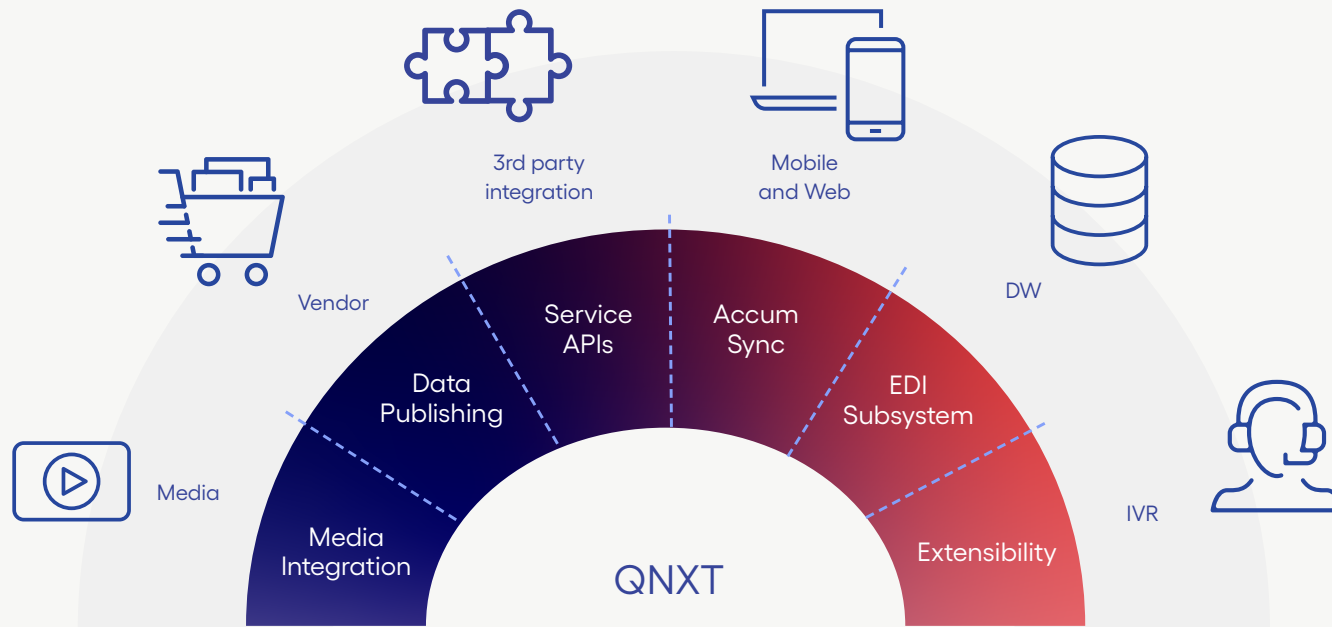 3rd party
integration
Mobile
and Web
Vendor
DW
Service
APIs
Accum
Sync
Data
Publishing
EDI
Subsystem
Media
IVR
Media
Integration
Extensibility
QNXT